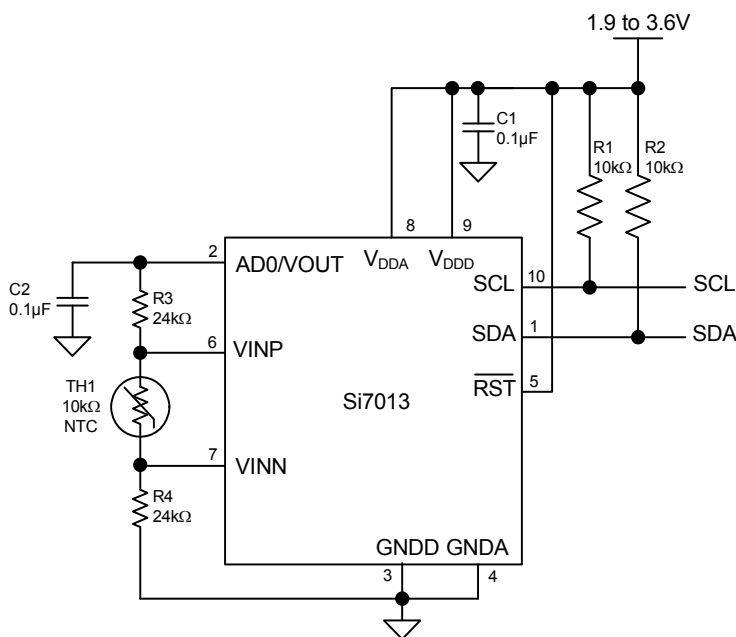 1.9 to 3.6V
C1
0.1µF
R1
10kΩ
R2
10kΩ
8
9
2
AD0/VOUT
VDDA
VDDD
C2
0.1µF
R3
24kΩ
SCL
10
SCL
SDA
1
SDA
6
VINP
TH1
10kΩ
NTC
Si7013
RST
5
7
VINN
R4
24kΩ
GNDD
GNDA
3
4